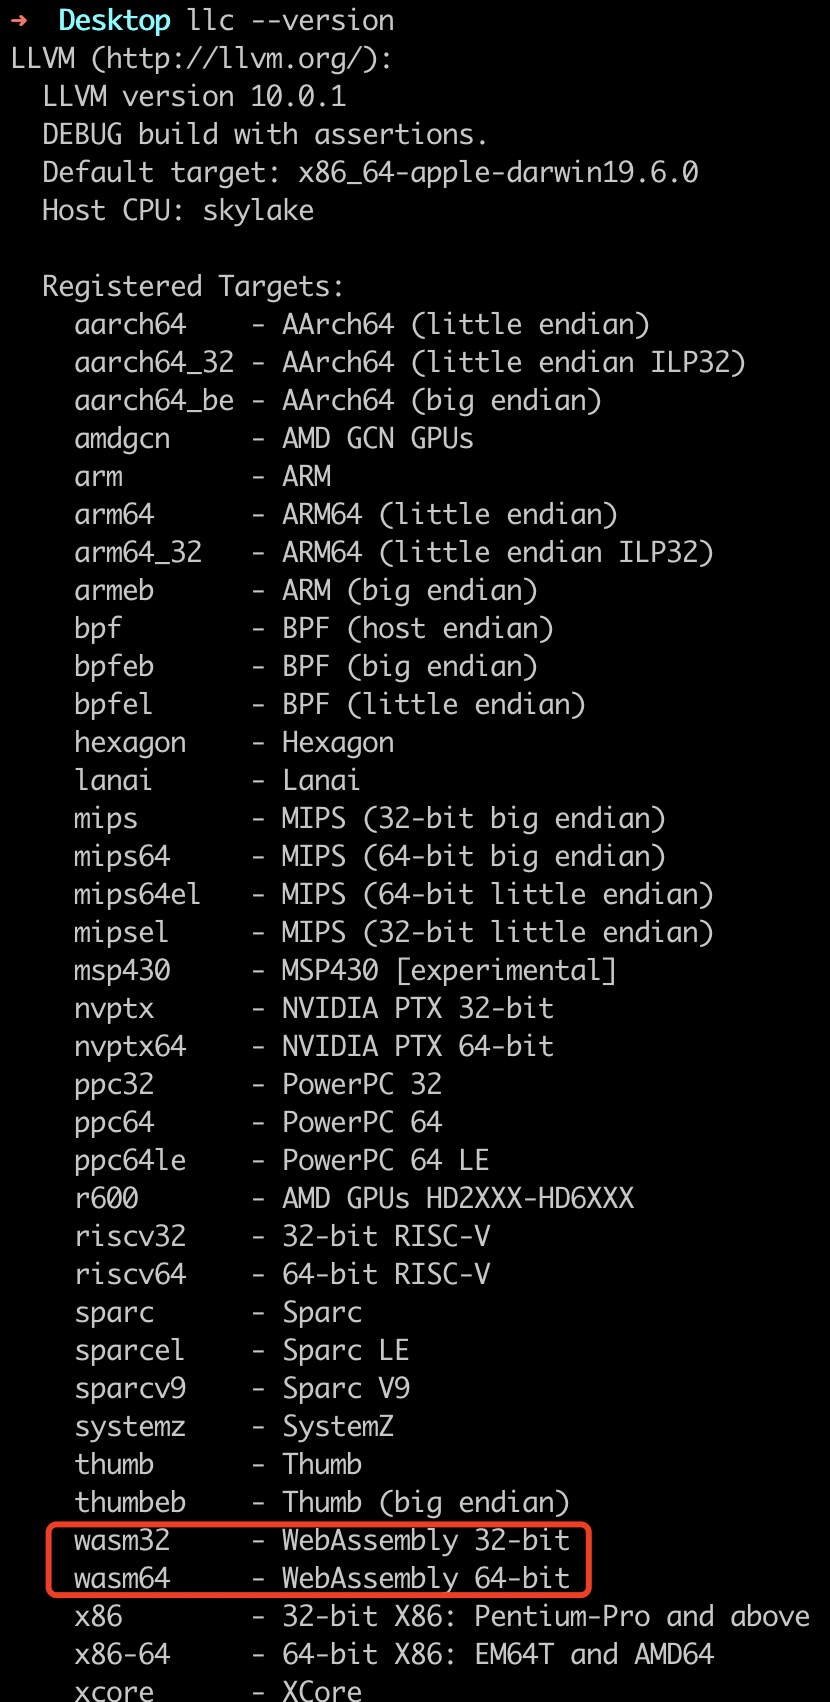 ➜  Desktop llc --version
LLVM (http://llvm.org/):
  LLVM version 10.0.1
  DEBUG build with assertions.
  Default target: x86_64-apple-darwin19.6.0
  Host CPU: skylake

  Registered Targets:
    aarch64    - AArch64 (little endian)
    aarch64_32 - AArch64 (little endian ILP32)
    aarch64_be - AArch64 (big endian)
    amdgcn     - AMD GCN GPUs
    arm        - ARM
    arm64      - ARM64 (little endian)
    arm64_32   - ARM64 (little endian ILP32)
    armeb      - ARM (big endian)
    bpf        - BPF (host endian)
    bpfeb      - BPF (big endian)
    bpfel      - BPF (little endian)
    hexagon    - Hexagon
    lanai      - Lanai
    mips       - MIPS (32-bit big endian)
    mips64     - MIPS (64-bit big endian)
    mips64el   - MIPS (64-bit little endian)
    mipsel     - MIPS (32-bit little endian)
    msp430     - MSP430 [experimental]
    nvptx      - NVIDIA PTX 32-bit
    nvptx64    - NVIDIA PTX 64-bit
    ppc32      - PowerPC 32
    ppc64      - PowerPC 64
    ppc64le    - PowerPC 64 LE
    r600       - AMD GPUs HD2XXX-HD6XXX
    riscv32    - 32-bit RISC-V
    riscv64    - 64-bit RISC-V
    sparc      - Sparc
    sparcel    - Sparc LE
    sparcv9    - Sparc V9
    systemz    - SystemZ
    thumb      - Thumb
    thumbeb    - Thumb (big endian)
    wasm32     - WebAssembly 32-bit
    wasm64     - WebAssembly 64-bit
    x86        - 32-bit X86: Pentium-Pro and above
    x86-64     - 64-bit X86: EM64T and AMD64
    xcore      - XCore